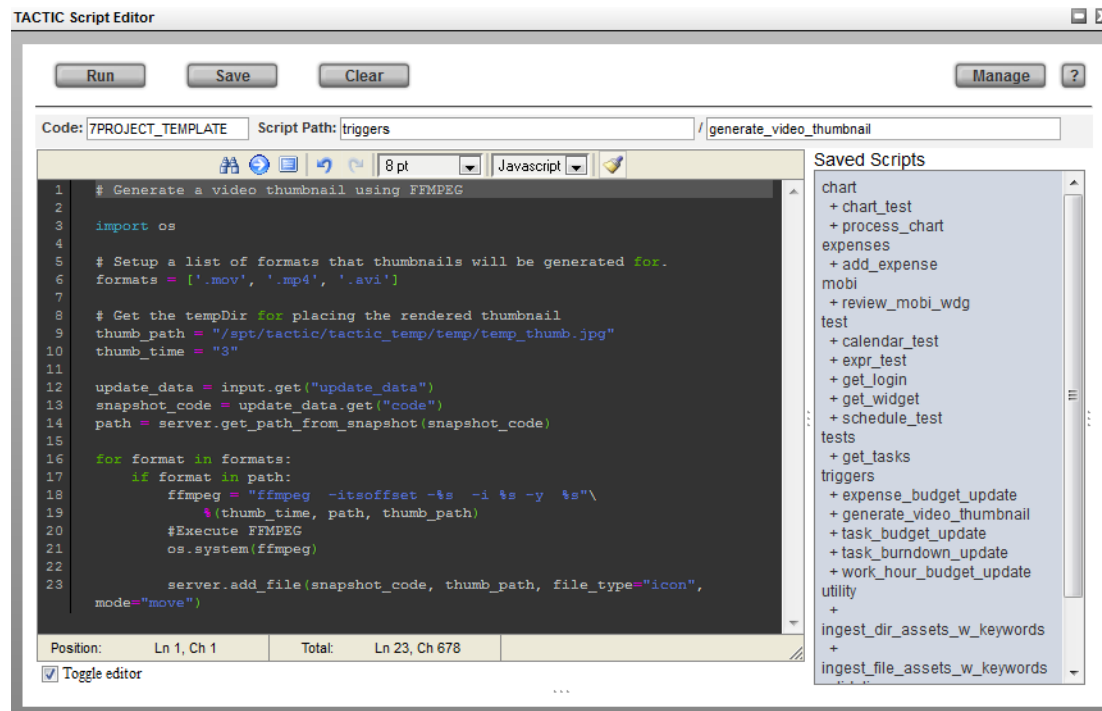 TACTIC Script Editor
Run Save Clear Manage ?
Code: 7PROJECT_TEMPLATE Script Path: triggers / generate_video_thumbnail
8 pt Javascript
1 # Generate a video thumbnail using FFMPEG
2
3 import os
4
5 # Setup a list of formats that thumbnails will be generated for.
6 formats = ['.mov', '.mp4', '.avi']
7
8 # Get the tempDir for placing the rendered thumbnail
9 thumb_path = "/spt/tactic/tactic_temp/temp/temp_thumb.jpg"
10 thumb_time = "3"
11
12 update_data = input.get("update_data")
13 snapshot_code = update_data.get("code")
14 path = server.get_path_from_snapshot(snapshot_code)
15
16 for format in formats:
17 if format in path:
18 ffmpeg = "ffmpeg  -itsoffset -%s  -i %s -y  %s"\
19 %(thumb_time, path, thumb_path)
20 #Execute FFMPEG
21 os.system(ffmpeg)
22
23 server.add_file(snapshot_code, thumb_path, file_type="icon",
mode="move")
Position: Ln 1, Ch 1 Total: Ln 23, Ch 678
Toggle editor
Saved Scripts
chart
+ chart_test
+ process_chart
expenses
+ add_expense
mobi
+ review_mobi_wdg
test
+ calendar_test
+ expr_test
+ get_login
+ get_widget
+ schedule_test
tests
+ get_tasks
triggers
+ expense_budget_update
+ generate_video_thumbnail
+ task_budget_update
+ task_burndown_update
+ work_hour_budget_update
utility
+
ingest_dir_assets_w_keywords
+
ingest_file_assets_w_keywords